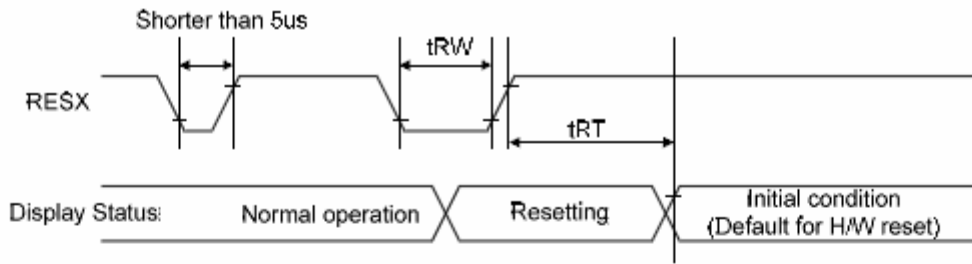 Shorter than 5us
tRW
RESX
tRT
Display Status:
Normal operation
Resetting
Initial condition
(Default for H/W reset)